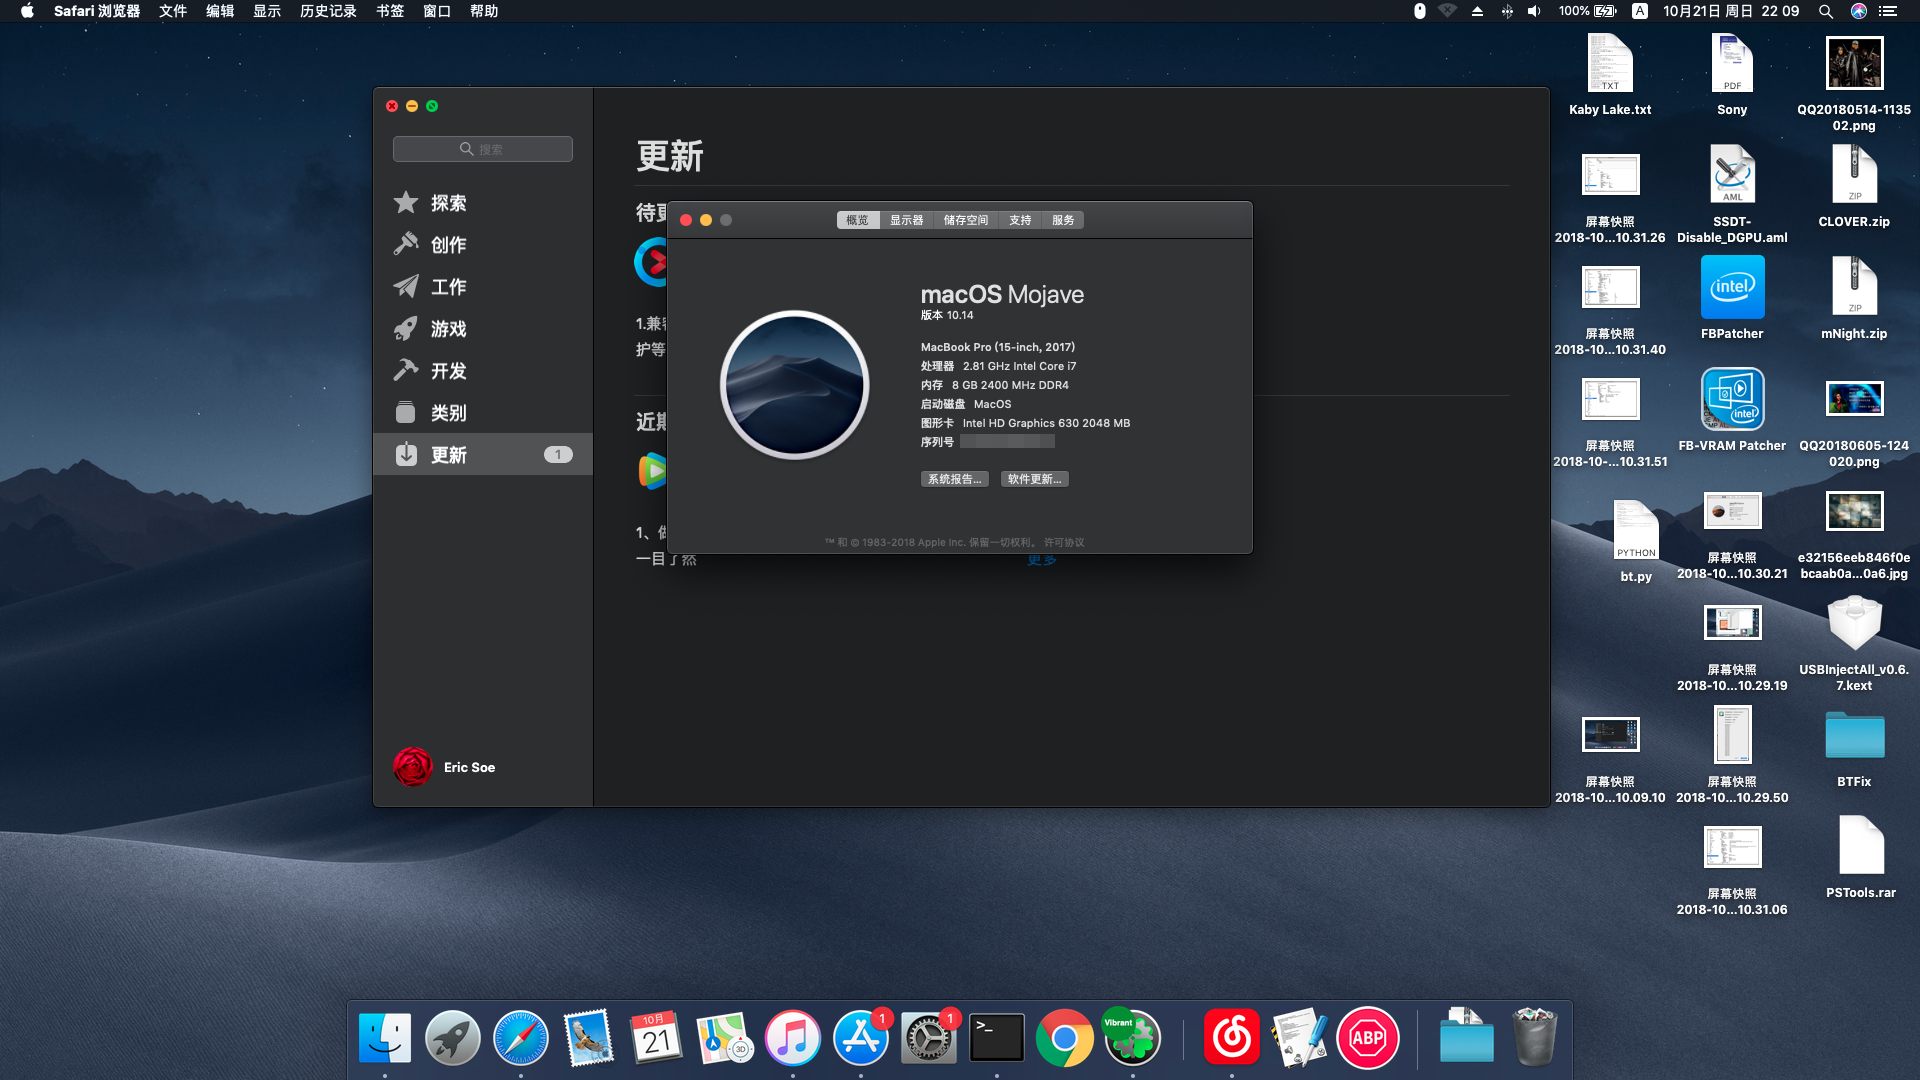 Safari 浏览器 文件 编辑 显示 历史记录 书签 窗口 帮助
100% A 10月21日 周日 22 09
搜索
探索
创作
工作
游戏
开发
类别
更新 1
Eric Soe
更新
待更
1.兼容
护等
近期
1、做
一目了然
更多
概览 显示器 储存空间 支持 服务
macOS Mojave
版本 10.14
MacBook Pro (15-inch, 2017)
处理器 2.81 GHz Intel Core i7
内存 8 GB 2400 MHz DDR4
启动磁盘 MacOS
图形卡 Intel HD Graphics 630 2048 MB
序列号
系统报告... 软件更新...
™ 和 © 1983-2018 Apple Inc. 保留一切权利。 许可协议
TXT
Kaby Lake.txt
PDF
Sony
QQ20180514-1135
02.png
屏幕快照
2018-10...10.31.26
AML
SSDT-
Disable_DGPU.aml
ZIP
CLOVER.zip
屏幕快照
2018-10...10.31.40
intel
FBPatcher
ZIP
mNight.zip
屏幕快照
2018-10-...10.31.51
intel
FB-VRAM Patcher
QQ20180605-124
020.png
PYTHON
bt.py
屏幕快照
2018-10...10.30.21
e32156eeb846f0e
bcaab0a...0a6.jpg
屏幕快照
2018-10...10.29.19
USBInjectAll_v0.6.
7.kext
屏幕快照
2018-10...10.09.10
屏幕快照
2018-10...10.29.50
BTFix
屏幕快照
2018-10...10.31.06
PSTools.rar
10月
21
3D
1
1
>_
Vibrant
ABP